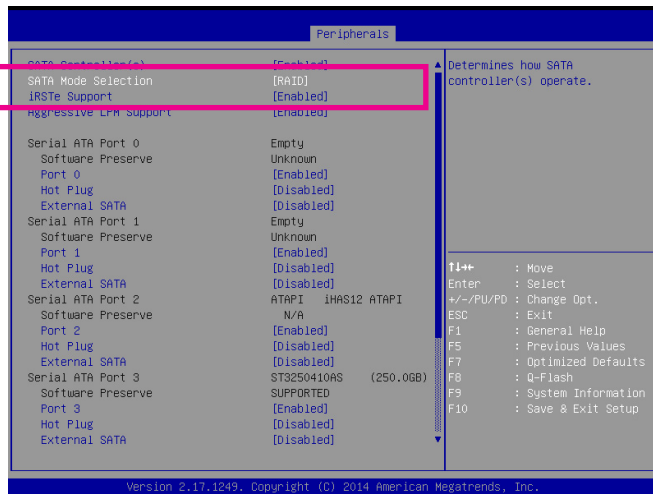 Peripherals
SATA Controller(s) [Enabled]
SATA Mode Selection [RAID]
iRSTe Support [Enabled]
Aggressive LPM Support [Enabled]
Serial ATA Port 0 Empty
Software Preserve Unknown
Port 0 [Enabled]
Hot Plug [Disabled]
External SATA [Disabled]
Serial ATA Port 1 Empty
Software Preserve Unknown
Port 1 [Enabled]
Hot Plug [Disabled]
External SATA [Disabled]
Serial ATA Port 2 ATAPI iHAS12 ATAPI
Software Preserve N/A
Port 2 [Enabled]
Hot Plug [Disabled]
External SATA [Disabled]
Serial ATA Port 3 ST3250410AS (250.0GB)
Software Preserve SUPPORTED
Port 3 [Enabled]
Hot Plug [Disabled]
External SATA [Disabled]
Determines how SATA
controller(s) operate.
↑↓→← : Move
Enter : Select
+/-/PU/PD : Change Opt.
ESC : Exit
F1 : General Help
F5 : Previous Values
F7 : Optimized Defaults
F8 : Q-Flash
F9 : System Information
F10 : Save & Exit Setup
Version 2.17.1249. Copyright (C) 2014 American Megatrends, Inc.